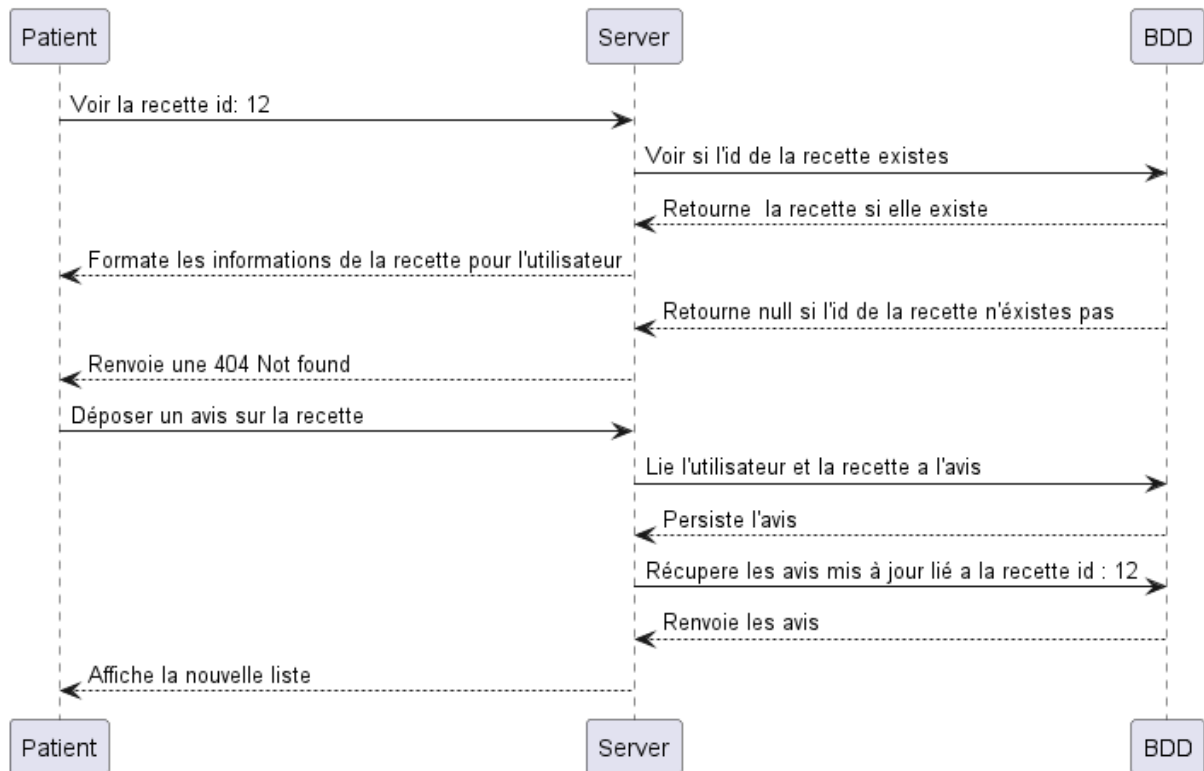 Patient Server BDD
Voir la recette id: 12
Voir si l'id de la recette existes
Retourne  la recette si elle existe
Formate les informations de la recette pour l'utilisateur
Retourne null si l'id de la recette n'éxistes pas
Renvoie une 404 Not found
Déposer un avis sur la recette
Lie l'utilisateur et la recette a l'avis
Persiste l'avis
Récupere les avis mis à jour lié a la recette id : 12
Renvoie les avis
Affiche la nouvelle liste
Patient Server BDD